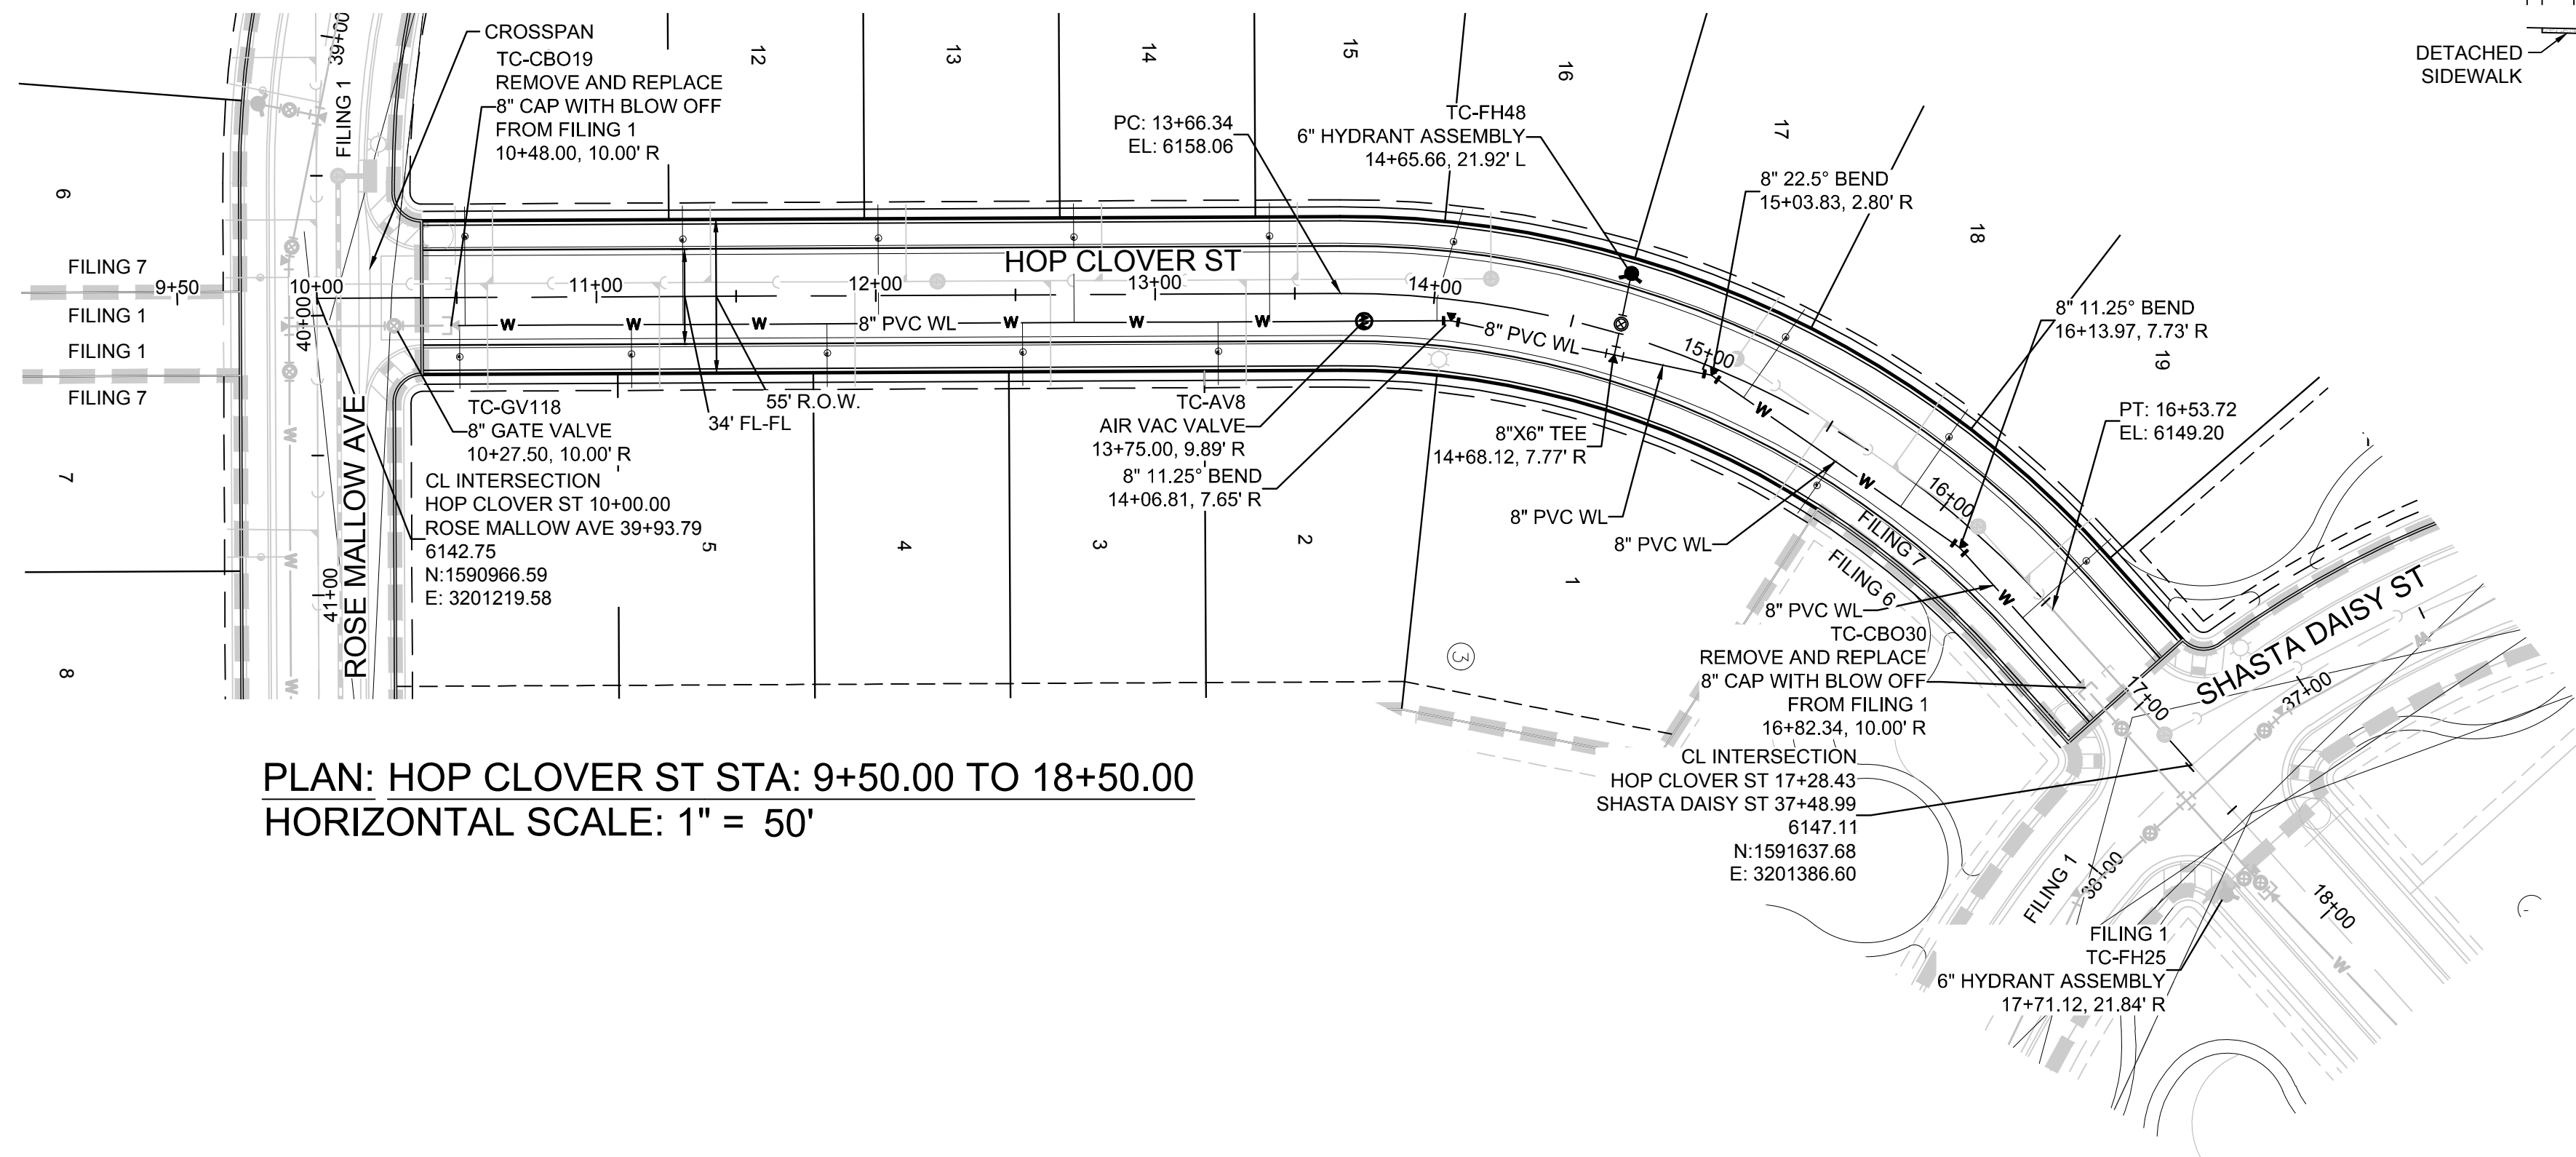 CROSSPAN
TC-CBO19
REMOVE AND REPLACE
8" CAP WITH BLOW OFF
FROM FILING 1
10+48.00, 10.00' R
39+00
FILING 1
12
13
14
15
16
17
18
19
DETACHED
SIDEWALK
PC: 13+66.34
EL: 6158.06
TC-FH48
6" HYDRANT ASSEMBLY
14+65.66, 21.92' L
8" 22.5° BEND
15+03.83, 2.80' R
8" 11.25° BEND
16+13.97, 7.73' R
PT: 16+53.72
EL: 6149.20
6
7
8
FILING 7
9+50
FILING 1
FILING 1
FILING 7
10+00
40+00
11+00
12+00
HOP CLOVER ST
13+00
14+00
15+00
16+00
17+00
W
W
W
8" PVC WL
W
W
W
8" PVC WL
W
W
W
41+00
ROSE MALLOW AVE
W
W
W
TC-GV118
8" GATE VALVE
10+27.50, 10.00' R
34' FL-FL
55' R.O.W.
CL INTERSECTION
HOP CLOVER ST 10+00.00
ROSE MALLOW AVE 39+93.79
6142.75
N:1590966.59
E: 3201219.58
TC-AV8
AIR VAC VALVE
13+75.00, 9.89' R
8" 11.25° BEND
14+06.81, 7.65' R
8"X6" TEE
14+68.12, 7.77' R
8" PVC WL
8" PVC WL
5
4
3
2
1
3
FILING 7
FILING 6
8" PVC WL
TC-CBO30
REMOVE AND REPLACE
8" CAP WITH BLOW OFF
FROM FILING 1
16+82.34, 10.00' R
CL INTERSECTION
HOP CLOVER ST 17+28.43
SHASTA DAISY ST 37+48.99
6147.11
N:1591637.68
E: 3201386.60
SHASTA DAISY ST
W
37+00
38+00
FILING 1
18+00
W
FILING 1
TC-FH25
6" HYDRANT ASSEMBLY
17+71.12, 21.84' R
PLAN: HOP CLOVER ST STA: 9+50.00 TO 18+50.00
HORIZONTAL SCALE: 1" = 50'